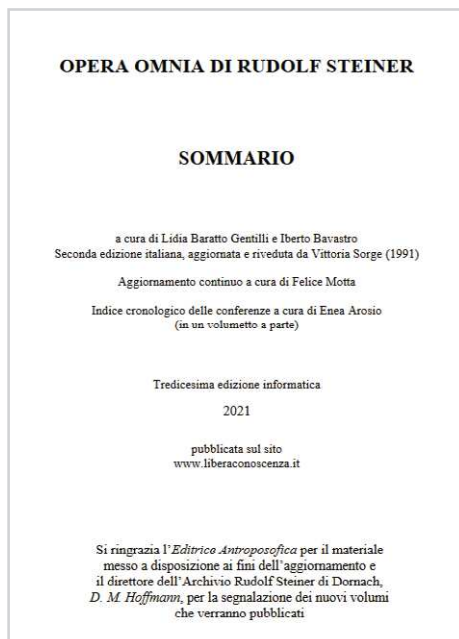 OPERA OMNIA DI RUDOLF STEINER
SOMMARIO
a cura di Lidia Baratto Gentilli e Iberto Bavastro
Seconda edizione italiana, aggiornata e riveduta da Vittoria Sorge (1991)
Aggiornamento continuo a cura di Felice Motta
Indice cronologico delle conferenze a cura di Enea Arosio
(in un volumetto a parte)
Tredicesima edizione informatica
2021
pubblicata sul sito
www.liberaconoscenza.it
Si ringrazia l’Editrice Antroposofica per il materiale
messo a disposizione ai fini dell’aggiornamento e
il direttore dell’Archivio Rudolf Steiner di Dornach,
D. M. Hoffmann, per la segnalazione dei nuovi volumi
che verranno pubblicati